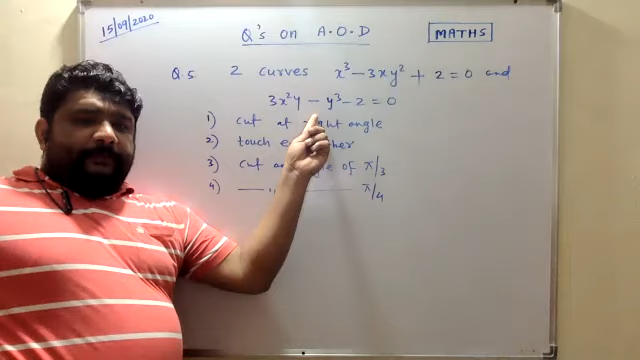 15/09/2020
Q's on A.O.D
MATHS
Q.5 2 curves x³ - 3xy² + 2 = 0 and
3x²y - y³ - 2 = 0
1) cut at right angle
2) touch each other
3) cut an angle of π/3
4) —— " —— π/4